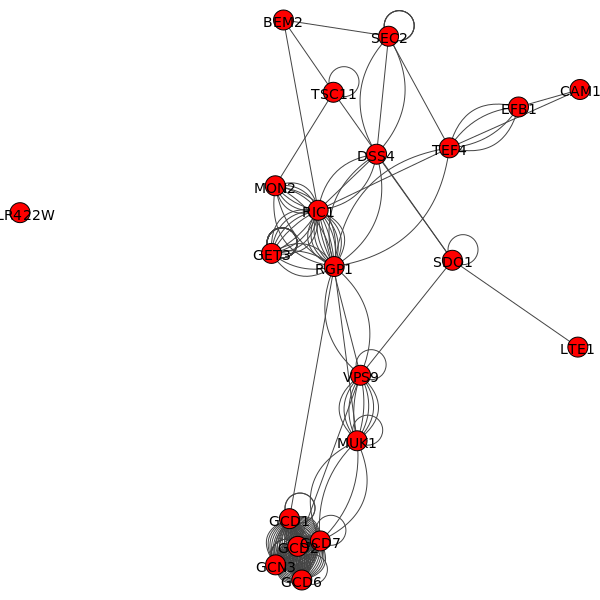 BEM2
SEC2
TSC11
CAM1
EFB1
TEF4
DSS4
MON2
RIC1
LR422W
GET3
RGP1
SDO1
LTE1
VPS9
MUK1
GCD1
GCD7
GCD2
GCN3
GCD6